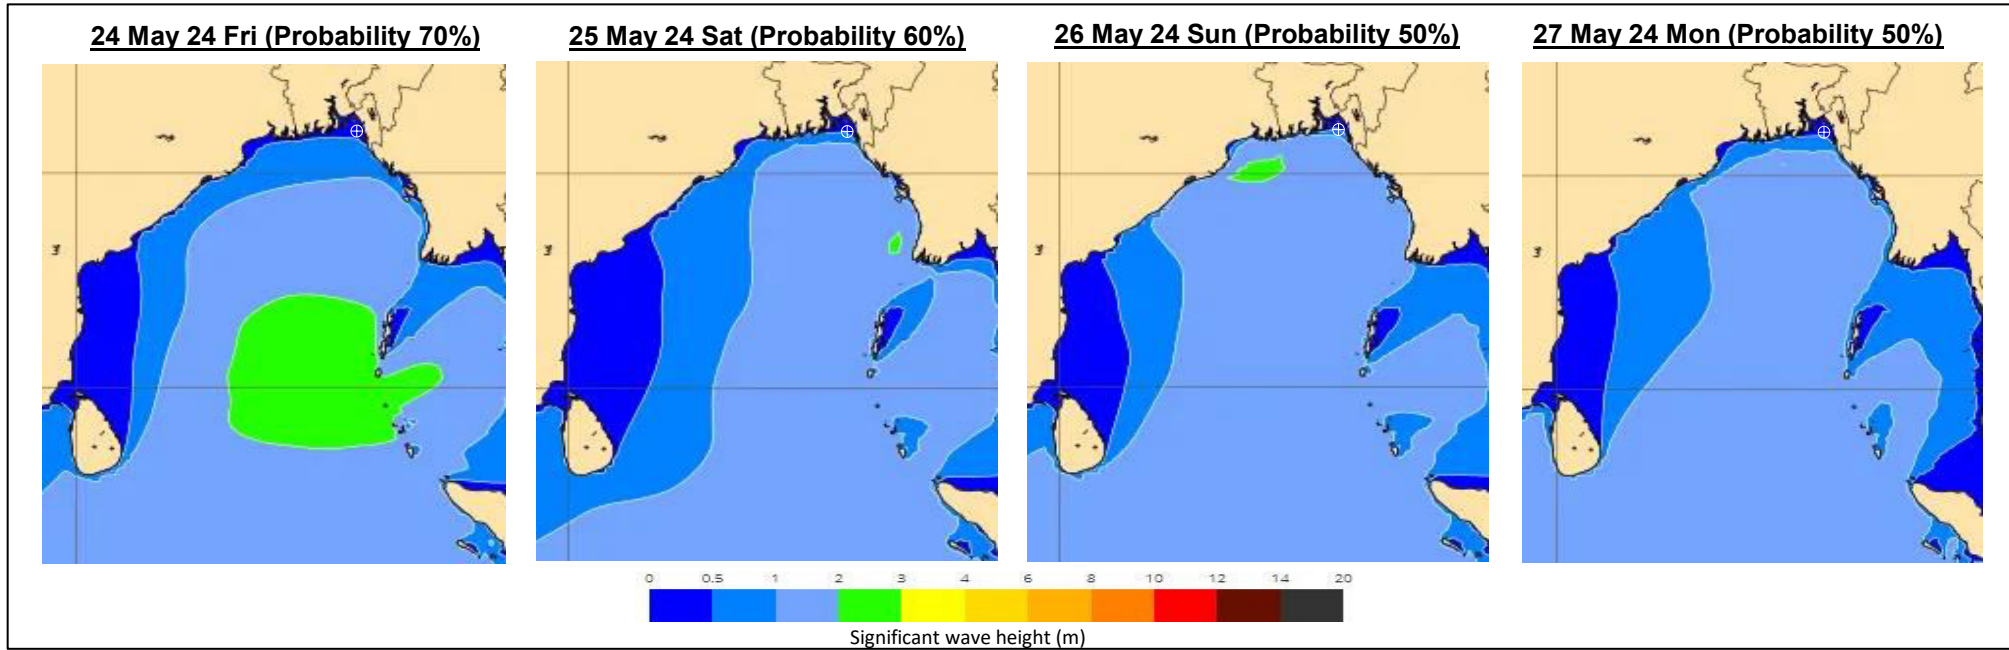 24 May 24 Fri (Probability 70%)
25 May 24 Sat (Probability 60%)
26 May 24 Sun (Probability 50%)
27 May 24 Mon (Probability 50%)
0 0.5 1 2 3 4 6 8 10 12 14 20
Significant wave height (m)